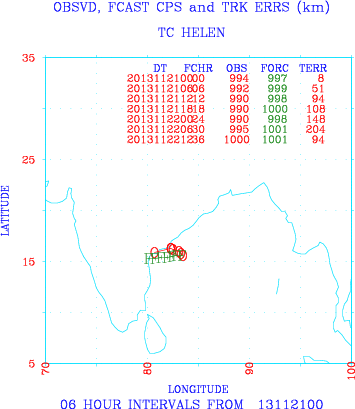 OBSVD, FCAST CPS and TRK ERRS (km)
TC HELEN
DT FCHR OBS FORC TERR
2013112100 00 994 997 8
2013112106 06 992 999 51
2013112112 12 990 998 94
2013112118 18 990 1000 108
2013112200 24 990 998 148
2013112206 30 995 1001 204
2013112212 36 1000 1001 94
35
25
15
5
LATITUDE
70 80 90 100
LONGITUDE
06 HOUR INTERVALS FROM 13112100